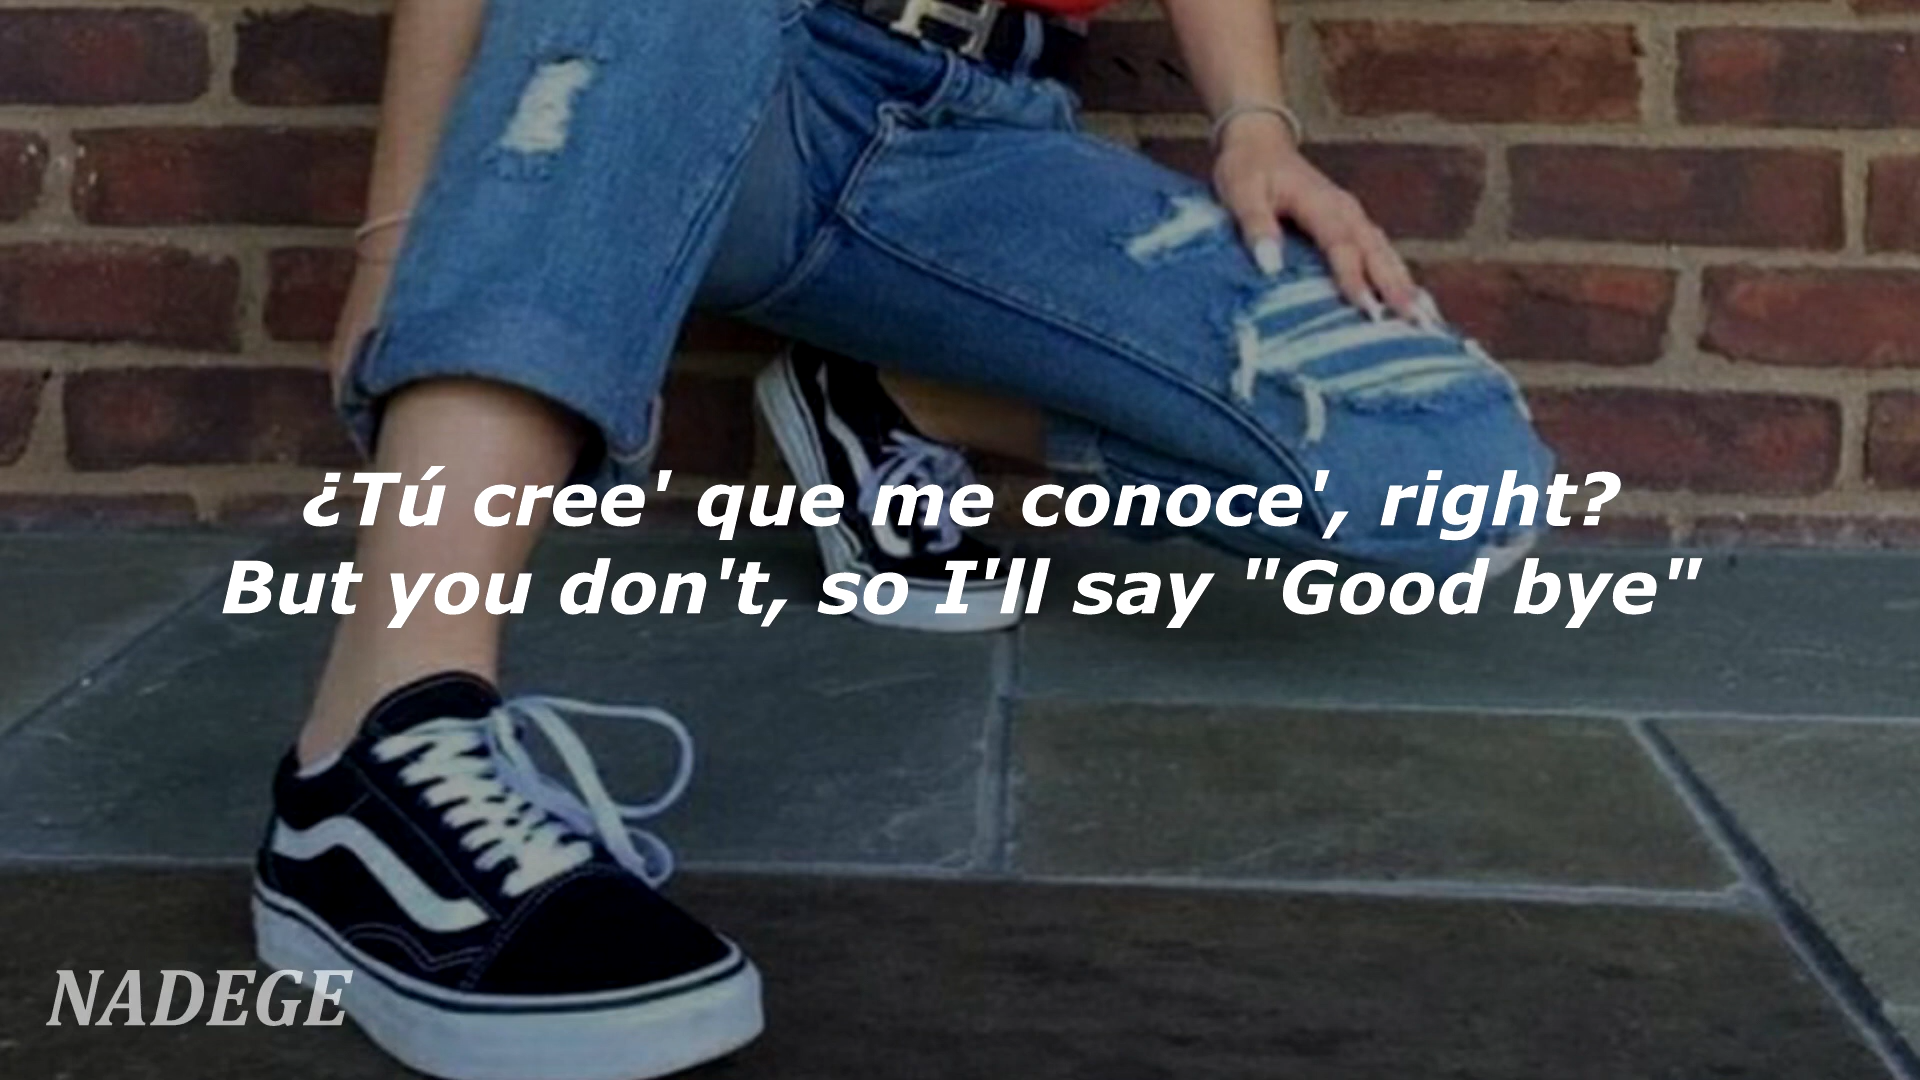 ¿Tú cree' que me conoce', right?
But you don't, so I'll say "Good bye"
NADEGE